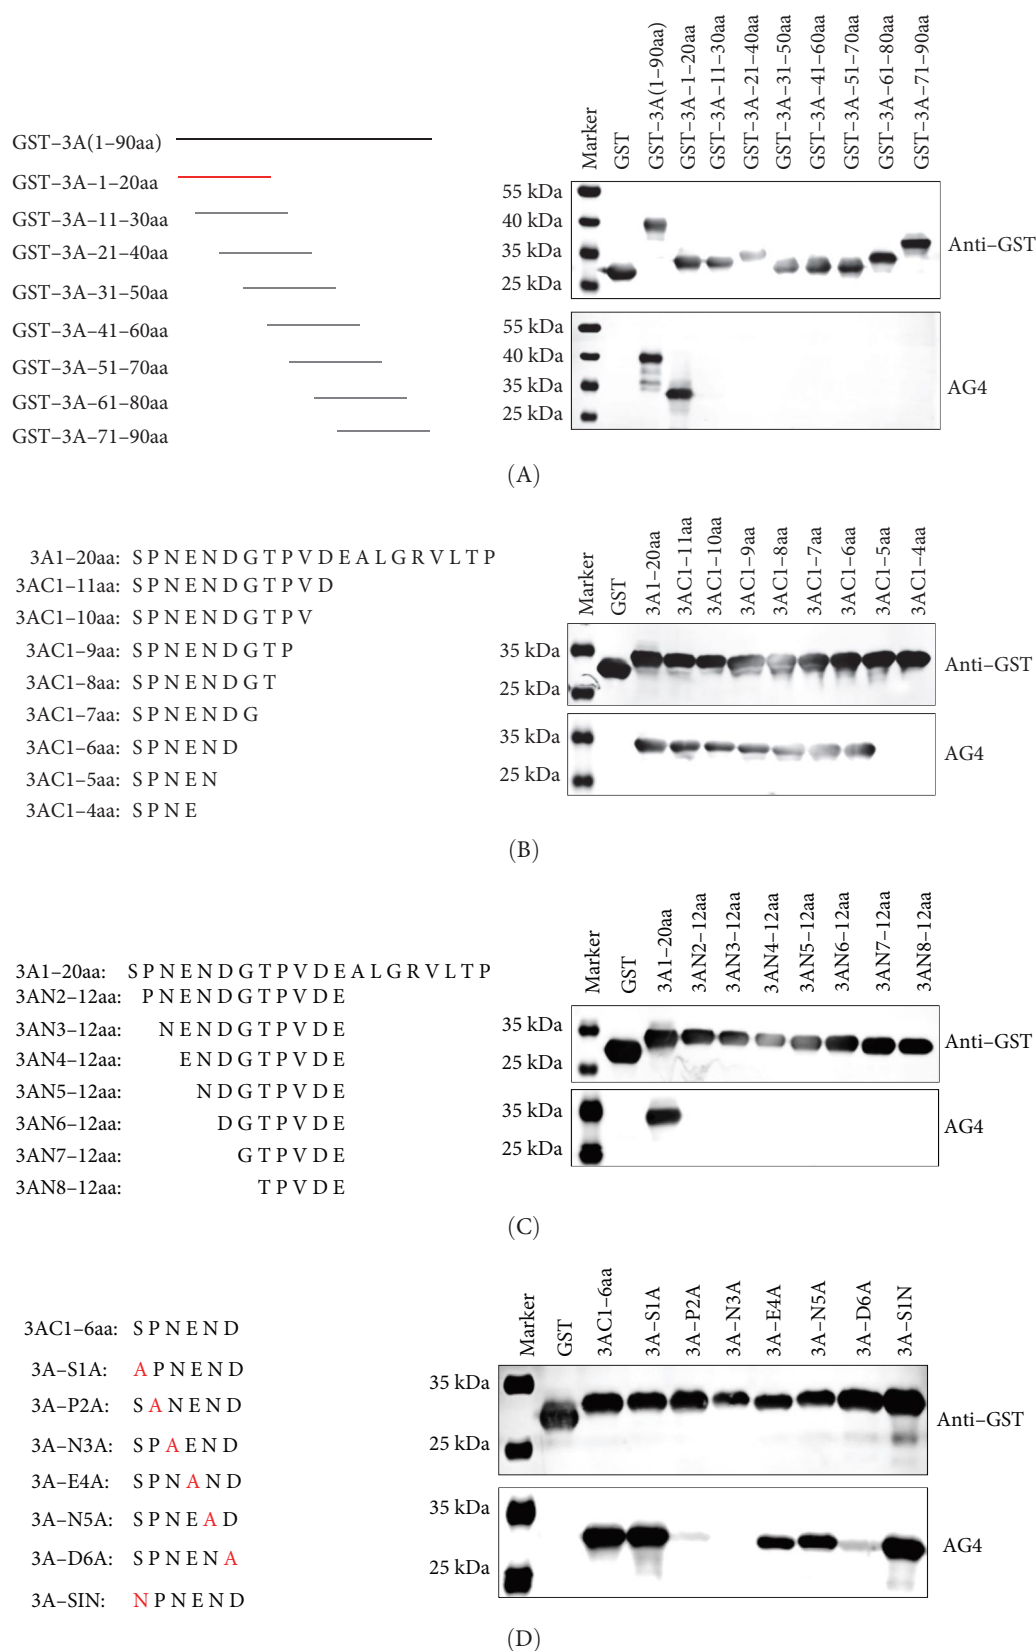 GST–3A(1–90aa)
GST–3A–1–20aa
GST–3A–11–30aa
GST–3A–21–40aa
GST–3A–31–50aa
GST–3A–41–60aa
GST–3A–51–70aa
GST–3A–61–80aa
GST–3A–71–90aa
Marker
GST
GST–3A(1–90aa)
GST–3A–1–20aa
GST–3A–11–30aa
GST–3A–21–40aa
GST–3A–31–50aa
GST–3A–41–60aa
GST–3A–51–70aa
GST–3A–61–80aa
GST–3A–71–90aa
55 kDa
40 kDa
35 kDa
25 kDa
Anti–GST
55 kDa
40 kDa
35 kDa
25 kDa
AG4
(A)
3A1–20aa: S P N E N D G T P V D E A L G R V L T P
3AC1–11aa: S P N E N D G T P V D
3AC1–10aa: S P N E N D G T P V
3AC1–9aa: S P N E N D G T P
3AC1–8aa: S P N E N D G T
3AC1–7aa: S P N E N D G
3AC1–6aa: S P N E N D
3AC1–5aa: S P N E N
3AC1–4aa: S P N E
Marker
GST
3A1–20aa
3AC1–11aa
3AC1–10aa
3AC1–9aa
3AC1–8aa
3AC1–7aa
3AC1–6aa
3AC1–5aa
3AC1–4aa
35 kDa
25 kDa
Anti–GST
35 kDa
25 kDa
AG4
(B)
3A1–20aa: S P N E N D G T P V D E A L G R V L T P
3AN2–12aa: P N E N D G T P V D E
3AN3–12aa: N E N D G T P V D E
3AN4–12aa: E N D G T P V D E
3AN5–12aa: N D G T P V D E
3AN6–12aa: D G T P V D E
3AN7–12aa: G T P V D E
3AN8–12aa: T P V D E
Marker
GST
3A1–20aa
3AN2–12aa
3AN3–12aa
3AN4–12aa
3AN5–12aa
3AN6–12aa
3AN7–12aa
3AN8–12aa
35 kDa
25 kDa
Anti–GST
35 kDa
25 kDa
AG4
(C)
3AC1–6aa: S P N E N D
3A–S1A: A P N E N D
3A–P2A: S A N E N D
3A–N3A: S P A E N D
3A–E4A: S P N A N D
3A–N5A: S P N E A D
3A–D6A: S P N E N A
3A–SIN: N P N E N D
Marker
GST
3AC1–6aa
3A–S1A
3A–P2A
3A–N3A
3A–E4A
3A–N5A
3A–D6A
3A–S1N
35 kDa
25 kDa
Anti–GST
35 kDa
25 kDa
AG4
(D)